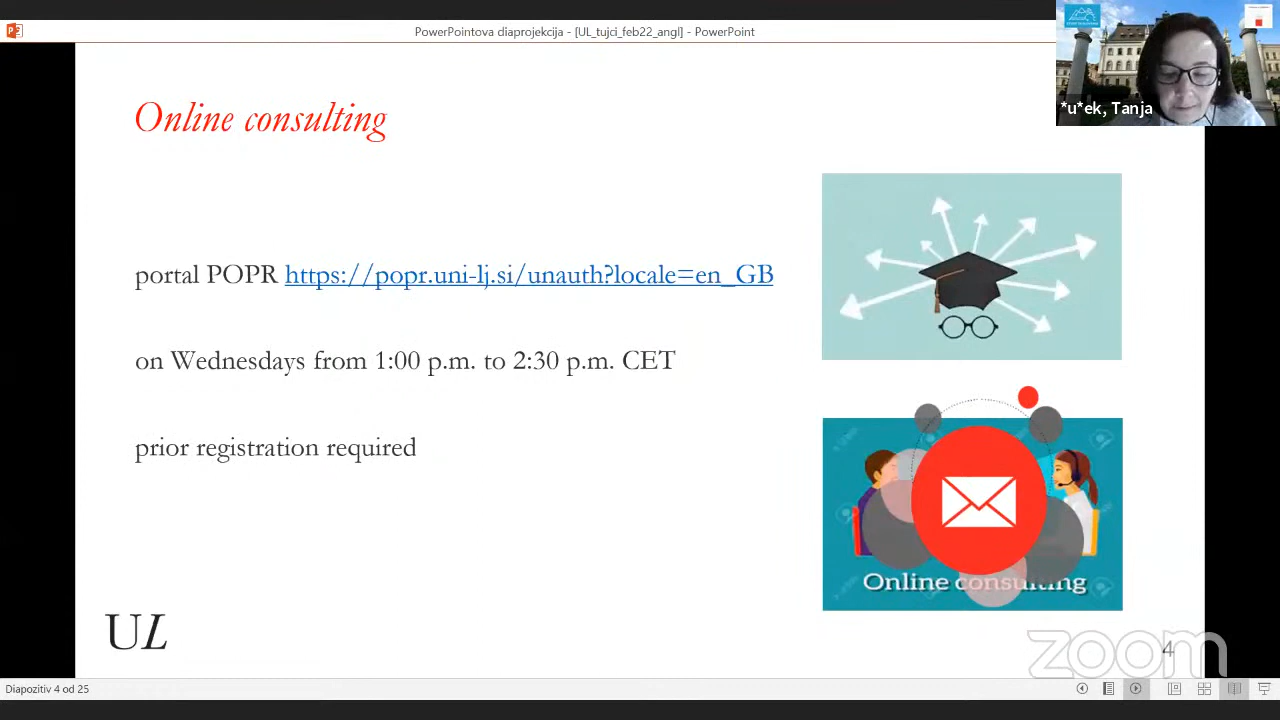 PowerPointova diaprojekcija - [UL_tujci_feb22_angl] - PowerPoint
*u*ek, Tanja
Online consulting
portal POPR https://popr.uni-lj.si/unauth?locale=en_GB
on Wednesdays from 1:00 p.m. to 2:30 p.m. CET
prior registration required
Online consulting
UL
zoom
4
Diapozitiv 4 od 25